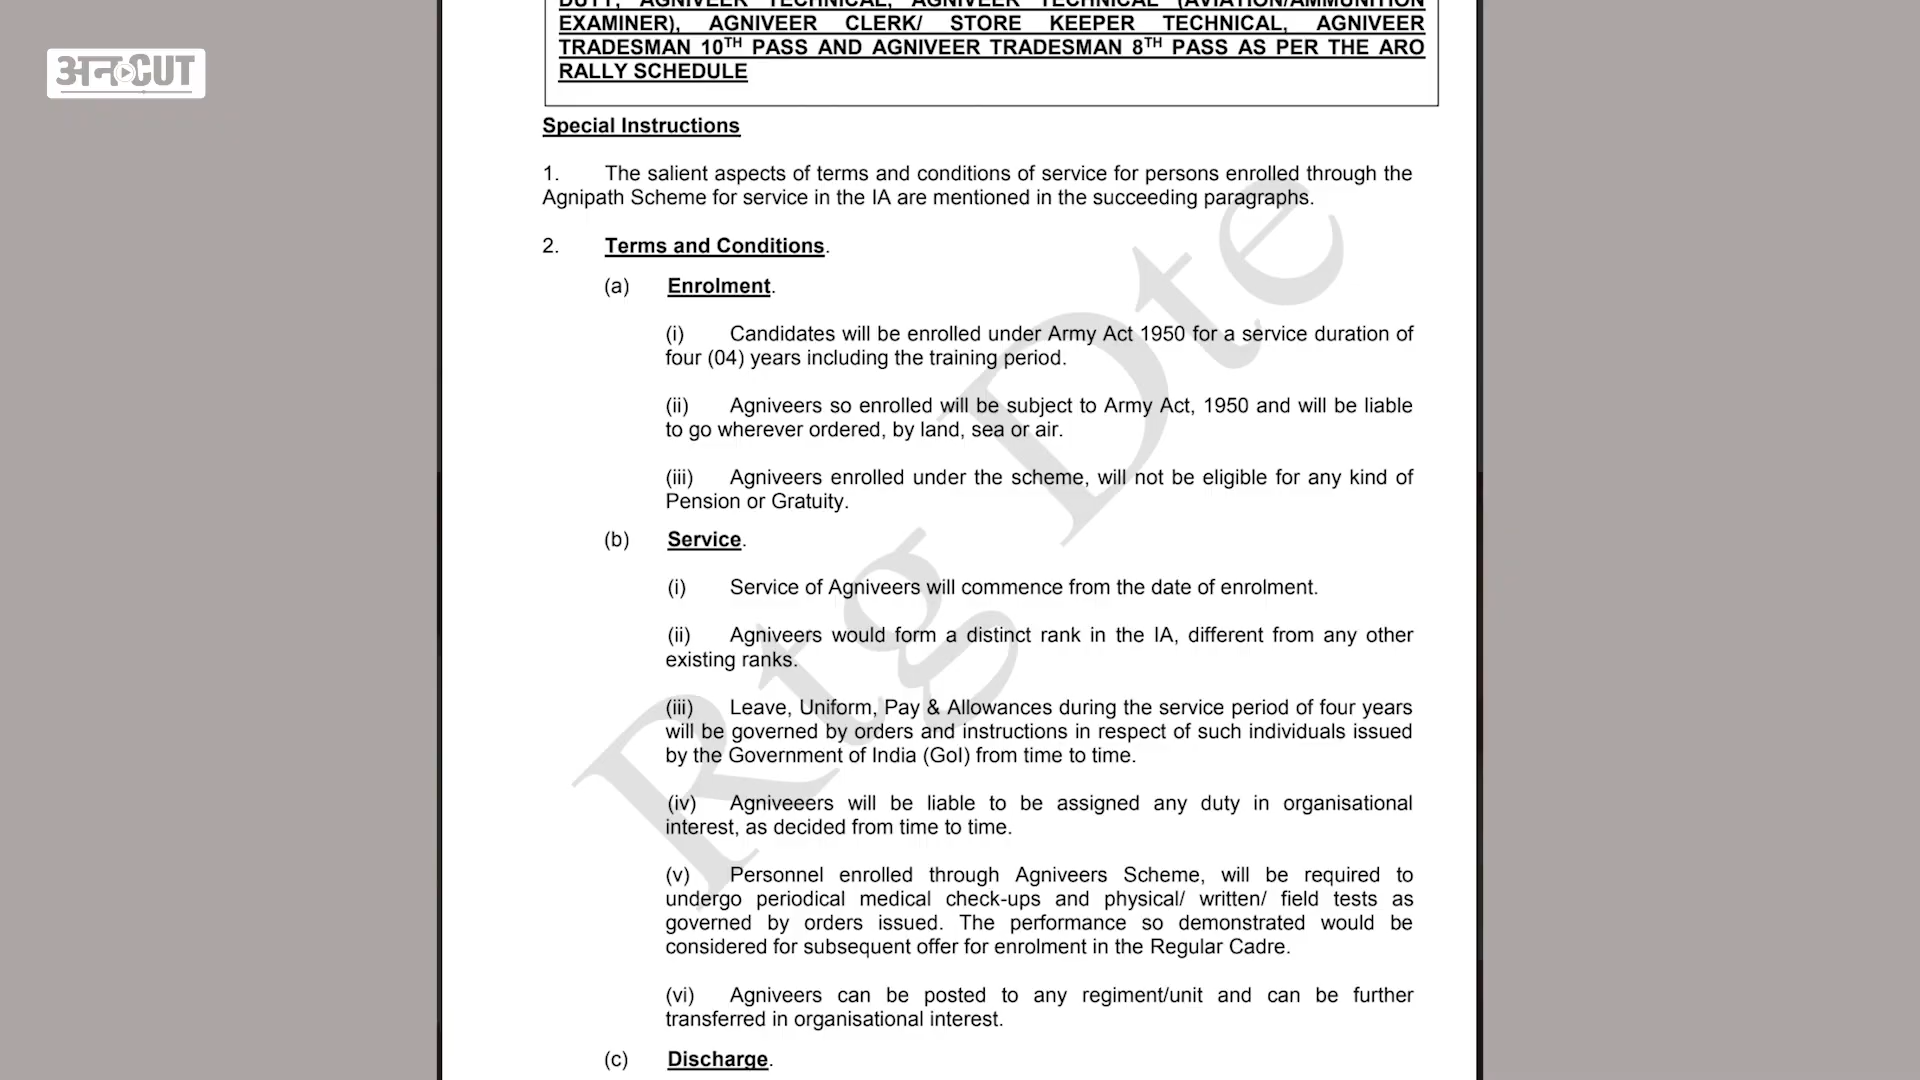 अनCUT
DUTY, AGNIVEER TECHNICAL, AGNIVEER TECHNICAL (AVIATION/AMMUNITION
EXAMINER), AGNIVEER CLERK/ STORE KEEPER TECHNICAL, AGNIVEER
TRADESMAN 10TH PASS AND AGNIVEER TRADESMAN 8TH PASS AS PER THE ARO
RALLY SCHEDULE
Special Instructions
1. The salient aspects of terms and conditions of service for persons enrolled through the
Agnipath Scheme for service in the IA are mentioned in the succeeding paragraphs.
2. Terms and Conditions.
(a) Enrolment.
(i) Candidates will be enrolled under Army Act 1950 for a service duration of
four (04) years including the training period.
(ii) Agniveers so enrolled will be subject to Army Act, 1950 and will be liable
to go wherever ordered, by land, sea or air.
(iii) Agniveers enrolled under the scheme, will not be eligible for any kind of
Pension or Gratuity.
(b) Service.
(i) Service of Agniveers will commence from the date of enrolment.
(ii) Agniveers would form a distinct rank in the IA, different from any other
existing ranks.
(iii) Leave, Uniform, Pay & Allowances during the service period of four years
will be governed by orders and instructions in respect of such individuals issued
by the Government of India (GoI) from time to time.
(iv) Agniveeers will be liable to be assigned any duty in organisational
interest, as decided from time to time.
(v) Personnel enrolled through Agniveers Scheme, will be required to
undergo periodical medical check-ups and physical/ written/ field tests as
governed by orders issued. The performance so demonstrated would be
considered for subsequent offer for enrolment in the Regular Cadre.
(vi) Agniveers can be posted to any regiment/unit and can be further
transferred in organisational interest.
(c) Discharge.
Rtg Dte